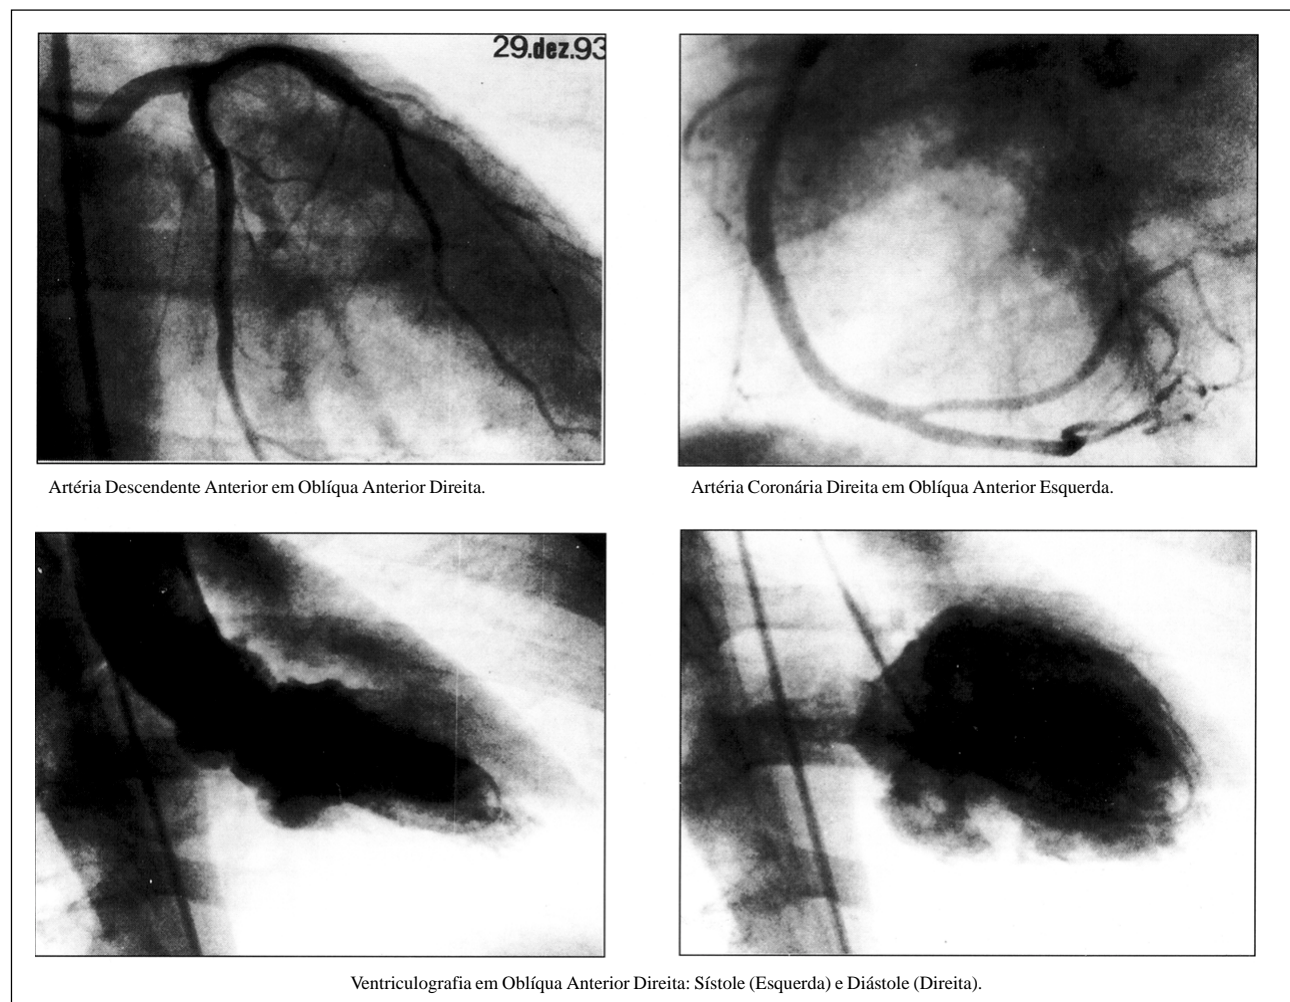 29.dez.93
Artéria Descendente Anterior em Oblíqua Anterior Direita.
Artéria Coronária Direita em Oblíqua Anterior Esquerda.
Ventriculografia em Oblíqua Anterior Direita: Sístole (Esquerda) e Diástole (Direita).